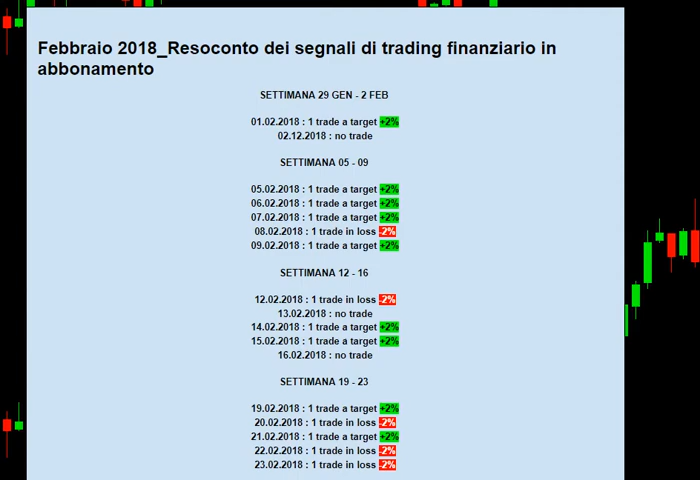 Febbraio 2018_Resoconto dei segnali di trading finanziario in
abbonamento
SETTIMANA 29 GEN - 2 FEB
01.02.2018 : 1 trade a target +2%
02.12.2018 : no trade
SETTIMANA 05 - 09
05.02.2018 : 1 trade a target +2%
06.02.2018 : 1 trade a target +2%
07.02.2018 : 1 trade a target +2%
08.02.2018 : 1 trade in loss -2%
09.02.2018 : 1 trade a target +2%
SETTIMANA 12 - 16
12.02.2018 : 1 trade in loss -2%
13.02.2018 : no trade
14.02.2018 : 1 trade a target +2%
15.02.2018 : 1 trade a target +2%
16.02.2018 : no trade
SETTIMANA 19 - 23
19.02.2018 : 1 trade a target +2%
20.02.2018 : 1 trade in loss -2%
21.02.2018 : 1 trade a target +2%
22.02.2018 : 1 trade in loss -2%
23.02.2018 : 1 trade in loss -2%